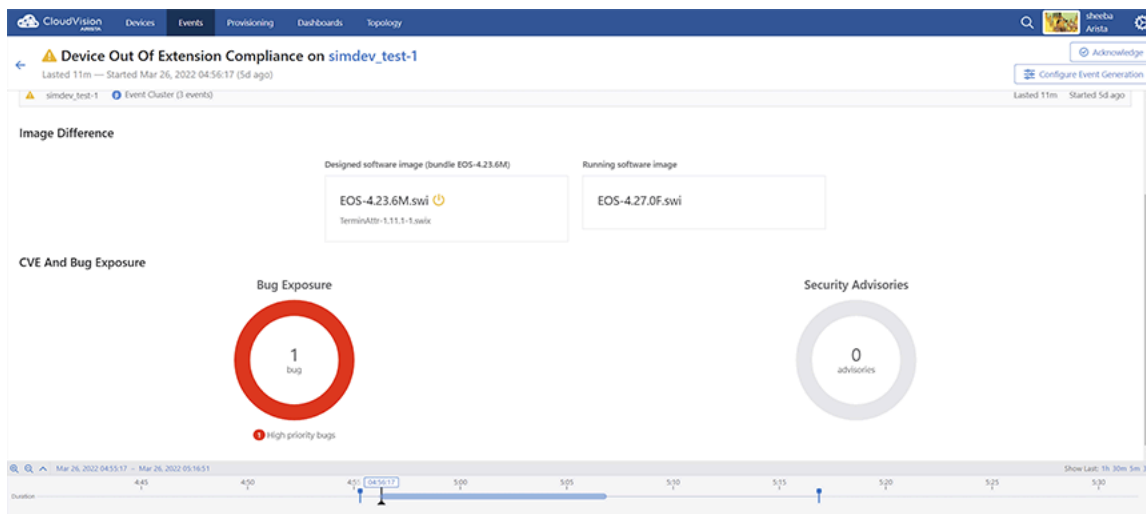 CloudVision
ARISTA
Devices
Events
Provisioning
Dashboards
Topology
sheeba
Arista
Device Out Of Extension Compliance on simdev_test-1
Lasted 11m — Started Mar 26, 2022 04:56:17 (5d ago)
Acknowledge
Configure Event Generation
simdev_test-1 Event Cluster (3 events) Lasted 11m Started 5d ago
Image Difference
Designed software image (bundle EOS-4.23.6M)
Running software image
EOS-4.23.6M.swi
TerminAttr-1.11.1-1.swix
EOS-4.27.0F.swi
CVE And Bug Exposure
Bug Exposure
Security Advisories
1
bug
0
advisories
1 High priority bugs
Mar 26, 2022 04:55:17 - Mar 26, 2022 05:16:51
Show Last: 1h 30m 5m
4:45 4:50 4:55 04:56:17 5:00 5:05 5:10 5:15 5:20 5:25 5:30
Duration